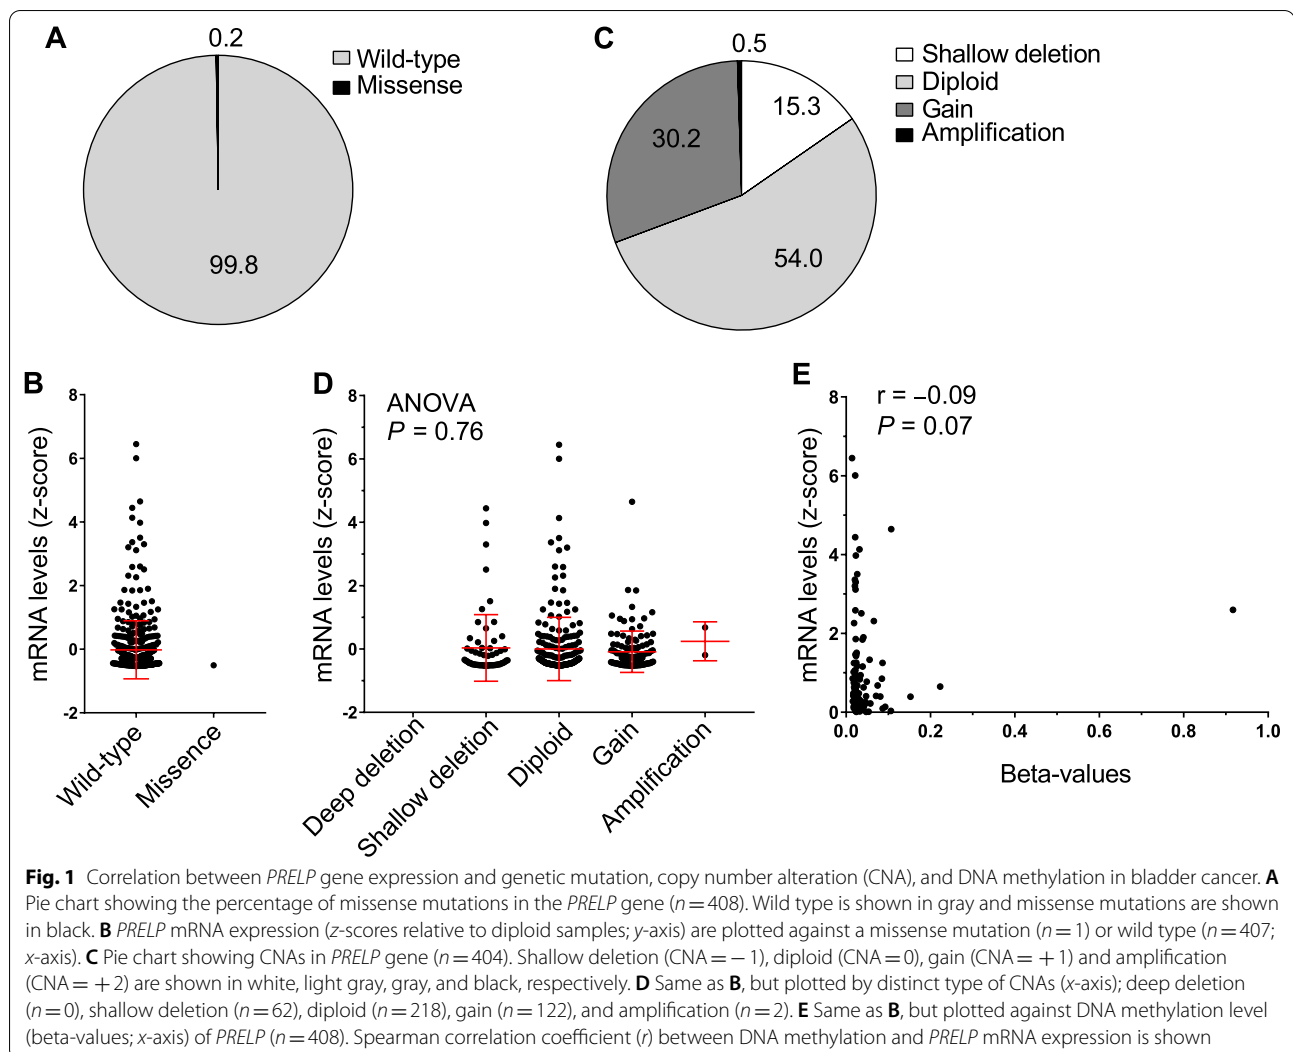 A
0.2
Wild-type
Missense
99.8
C
0.5
Shallow deletion
Diploid
Gain
Amplification
15.3
30.2
54.0
B
mRNA levels (z-score)
8
6
4
2
0
-2
Wild-type
Missence
D
ANOVA
P = 0.76
mRNA levels (z-score)
8
6
4
2
0
-2
Deep deletion
Shallow deletion
Diploid
Gain
Amplification
E
r = −0.09
P = 0.07
mRNA levels (z-score)
8
6
4
2
0
0.0 0.2 0.4 0.6 0.8 1.0
Beta-values
Fig. 1 Correlation between PRELP gene expression and genetic mutation, copy number alteration (CNA), and DNA methylation in bladder cancer. A
Pie chart showing the percentage of missense mutations in the PRELP gene (n = 408). Wild type is shown in gray and missense mutations are shown
in black. B PRELP mRNA expression (z-scores relative to diploid samples; y-axis) are plotted against a missense mutation (n = 1) or wild type (n = 407;
x-axis). C Pie chart showing CNAs in PRELP gene (n = 404). Shallow deletion (CNA = − 1), diploid (CNA = 0), gain (CNA = + 1) and amplification
(CNA = + 2) are shown in white, light gray, gray, and black, respectively. D Same as B, but plotted by distinct type of CNAs (x-axis); deep deletion
(n = 0), shallow deletion (n = 62), diploid (n = 218), gain (n = 122), and amplification (n = 2). E Same as B, but plotted against DNA methylation level
(beta-values; x-axis) of PRELP (n = 408). Spearman correlation coefficient (r) between DNA methylation and PRELP mRNA expression is shown